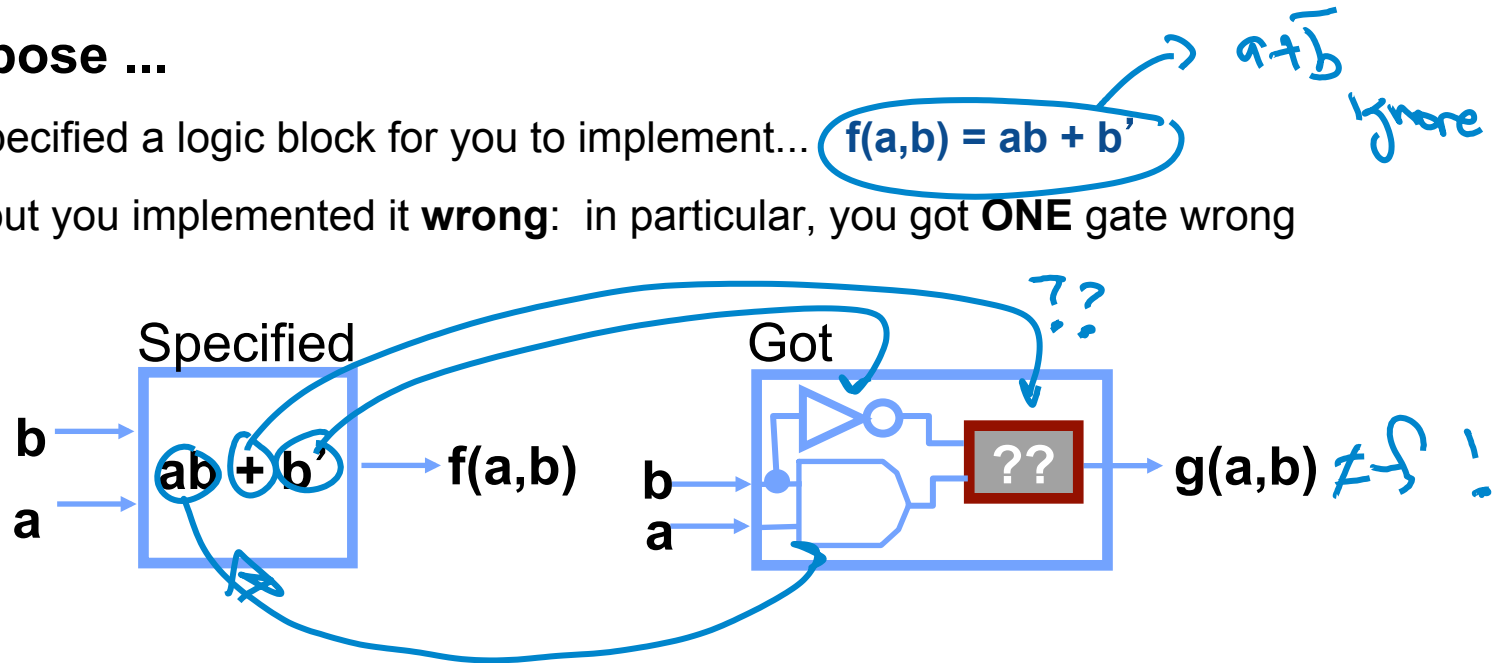 pose ...
a+b̅
ignore
pecified a logic block for you to implement... f(a,b) = ab + b’
out you implemented it wrong: in particular, you got ONE gate wrong
??
Specified
Got
b
a
ab + b’
f(a,b)
b
a
??
g(a,b) ≠f !